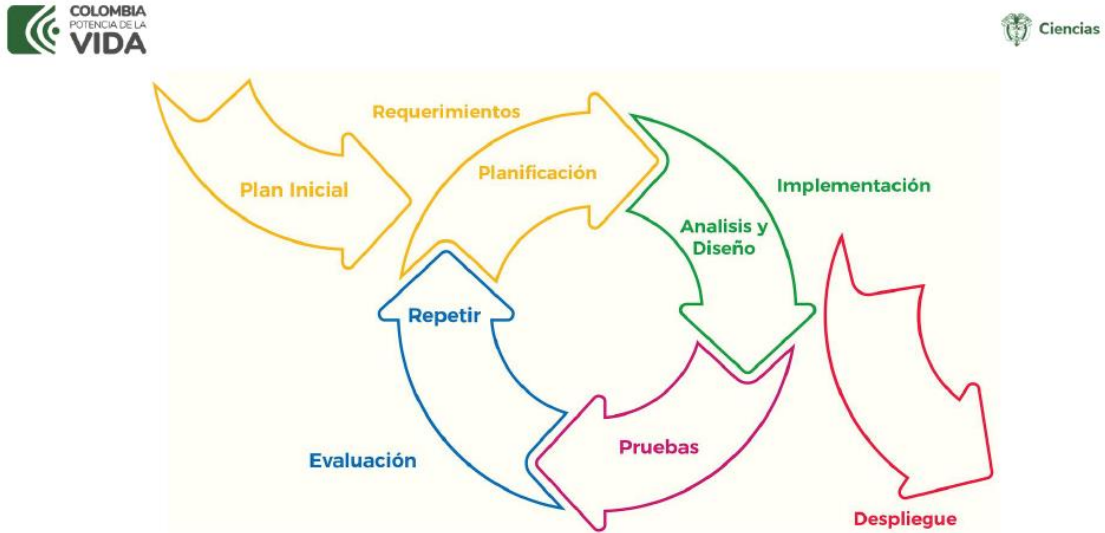 COLOMBIA
POTENCIA DE LA
VIDA
Ciencias
Requerimientos
Plan Inicial
Planificación
Implementación
Analisis y
Diseño
Repetir
Pruebas
Evaluación
Despliegue